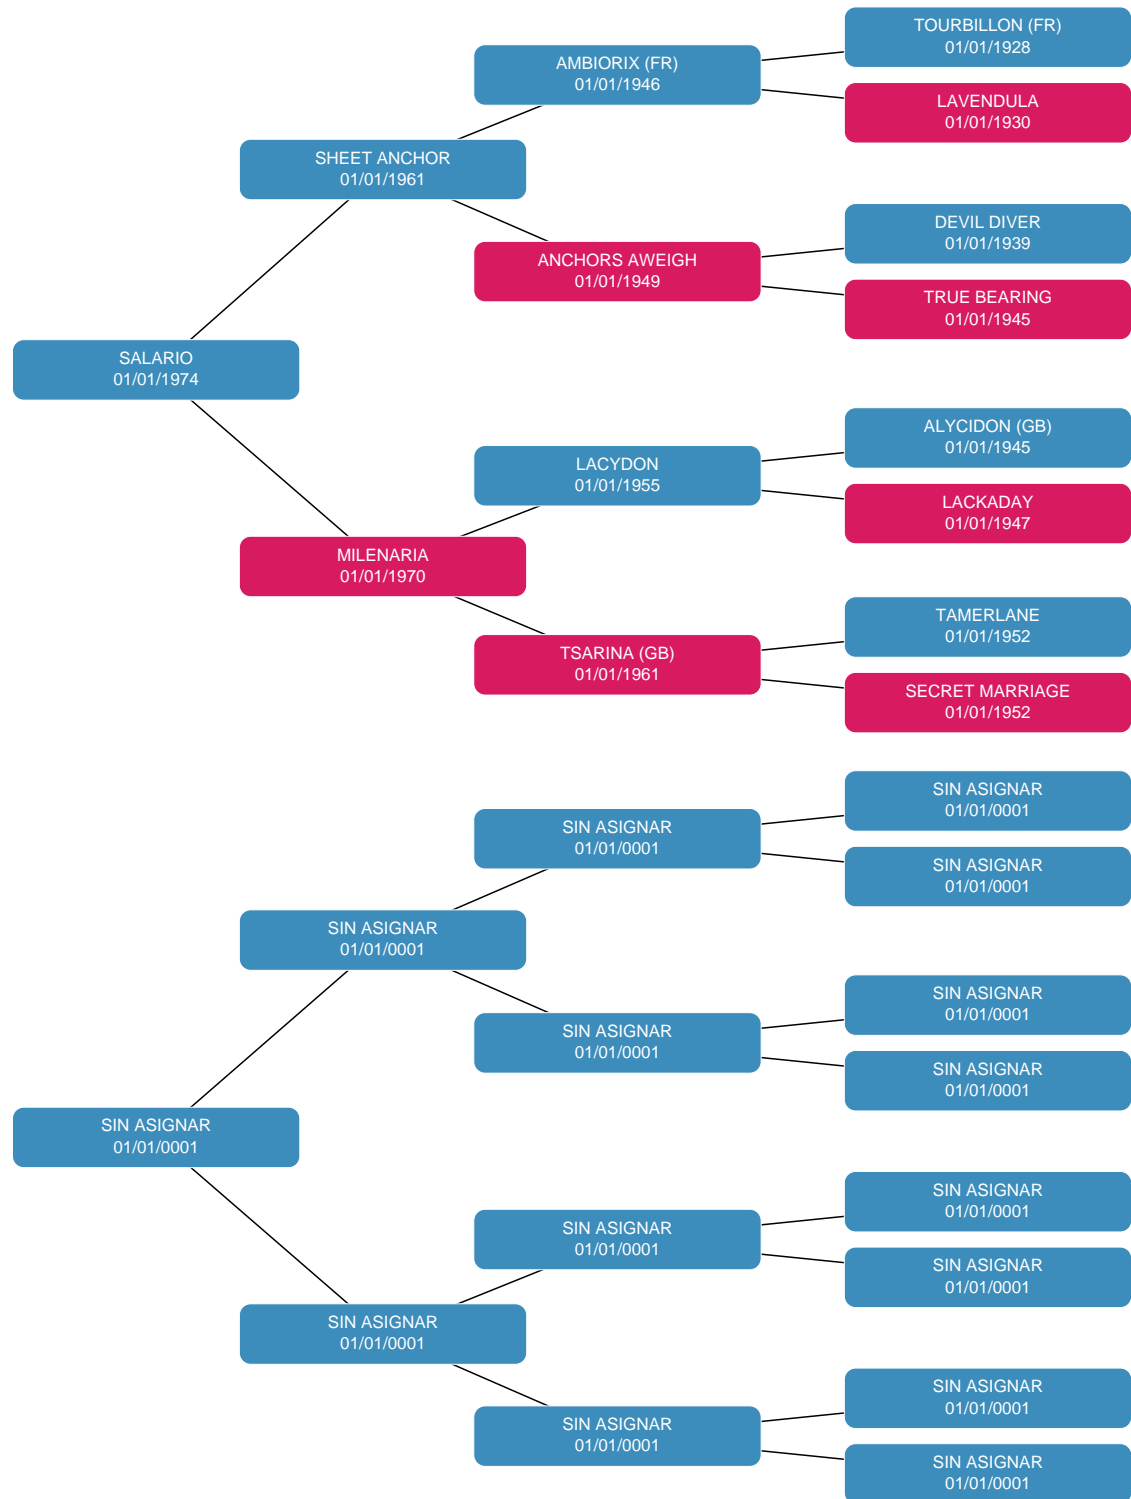 TOURBILLON (FR)
01/01/1928
AMBIORIX (FR)
01/01/1946
LAVENDULA
01/01/1930
SHEET ANCHOR
01/01/1961
DEVIL DIVER
01/01/1939
ANCHORS AWEIGH
01/01/1949
TRUE BEARING
01/01/1945
SALARIO
01/01/1974
ALYCIDON (GB)
01/01/1945
LACYDON
01/01/1955
LACKADAY
01/01/1947
MILENARIA
01/01/1970
TAMERLANE
01/01/1952
TSARINA (GB)
01/01/1961
SECRET MARRIAGE
01/01/1952
SIN ASIGNAR
01/01/0001
SIN ASIGNAR
01/01/0001
SIN ASIGNAR
01/01/0001
SIN ASIGNAR
01/01/0001
SIN ASIGNAR
01/01/0001
SIN ASIGNAR
01/01/0001
SIN ASIGNAR
01/01/0001
SIN ASIGNAR
01/01/0001
SIN ASIGNAR
01/01/0001
SIN ASIGNAR
01/01/0001
SIN ASIGNAR
01/01/0001
SIN ASIGNAR
01/01/0001
SIN ASIGNAR
01/01/0001
SIN ASIGNAR
01/01/0001
SIN ASIGNAR
01/01/0001